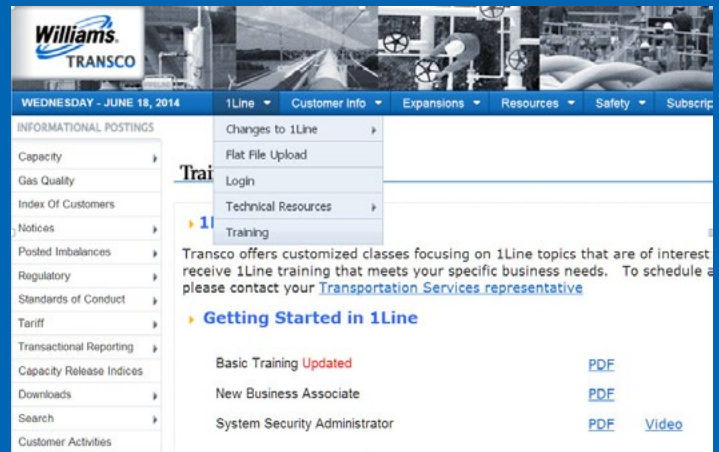 Williams.
TRANSCO
WEDNESDAY - JUNE 18, 2014 1Line Customer Info Expansions Resources Safety Subscrip
INFORMATIONAL POSTINGS
Capacity
Gas Quality
Index Of Customers
Notices
Posted Imbalances
Regulatory
Standards of Conduct
Tariff
Transactional Reporting
Capacity Release Indices
Downloads
Search
Customer Activities
Changes to 1Line
Flat File Upload
Login
Technical Resources
Training
Trai
1l
Transco offers customized classes focusing on 1Line topics that are of interest
receive 1Line training that meets your specific business needs. To schedule a
please contact your Transportation Services representative
Getting Started in 1Line
Basic Training Updated PDF
New Business Associate PDF
System Security Administrator PDF Video